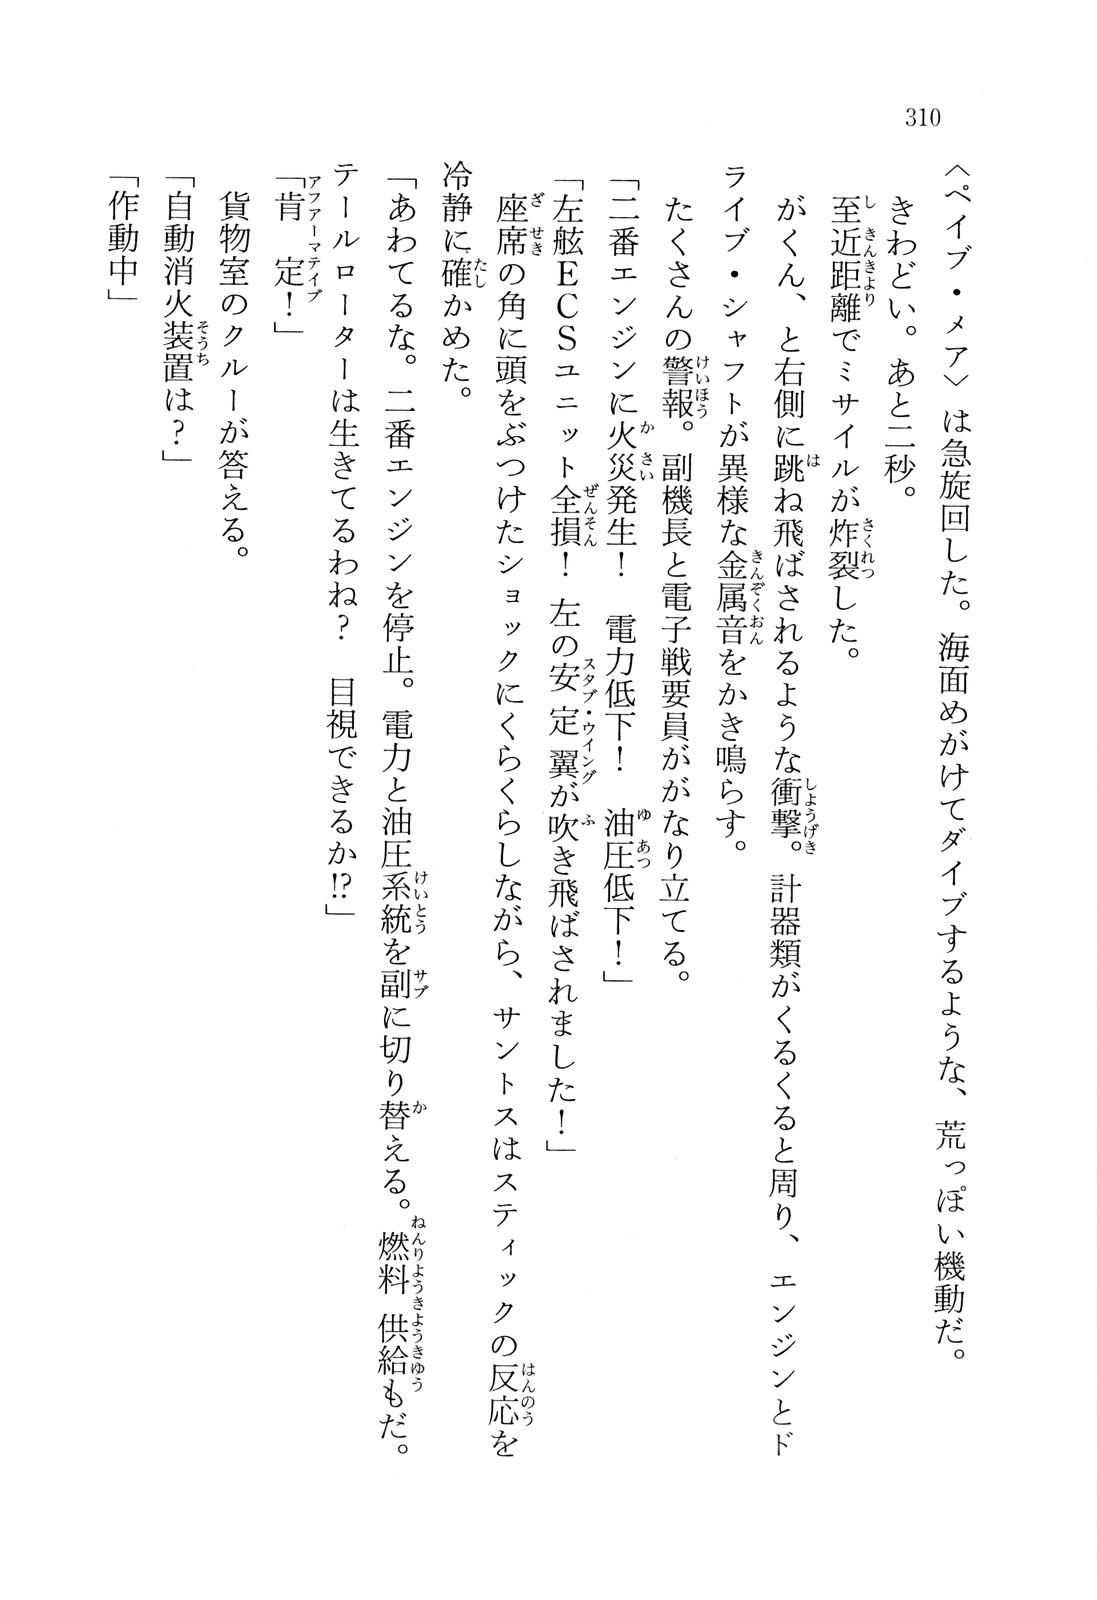 310
〈ペイブ・メア〉は急旋回した。海面めがけてダイブするような、荒っぽい機動だ。
きわどい。あと二秒。
至近距離でミサイルが炸裂した。
がくん、と右側に跳ね飛ばされるような衝撃。計器類がくるくると周り、エンジンとド
ライブ・シャフトが異様な金属音をかき鳴らす。
たくさんの警報。副機長と電子戦要員ががなり立てる。
「二番エンジンに火災発生！　電力低下！　油圧低下！」
「左舷ＥＣＳユニット全損！　左の安定翼が吹き飛ばされました！」
座席の角に頭をぶつけたショックにくらくらしながら、サントスはスティックの反応を
冷静に確かめた。
「あわてるな。二番エンジンを停止。電力と油圧系統を副に切り替える。燃料供給もだ。
テールローターは生きてるわね？　目視できるか!?」
「肯定！」
貨物室のクルーが答える。
「自動消火装置は？」
「作動中」